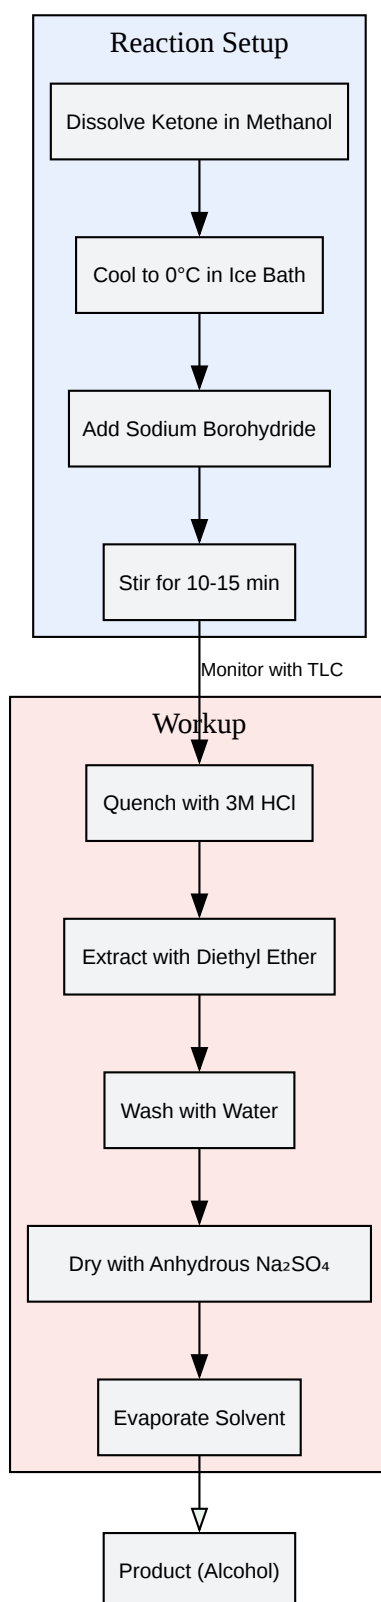 Reaction Setup
Dissolve Ketone in Methanol
Cool to 0°C in Ice Bath
Add Sodium Borohydride
Stir for 10-15 min
Monitor with TLC
Workup
Quench with 3M HCl
Extract with Diethyl Ether
Wash with Water
Dry with Anhydrous Na₂SO₄
Evaporate Solvent
Product (Alcohol)